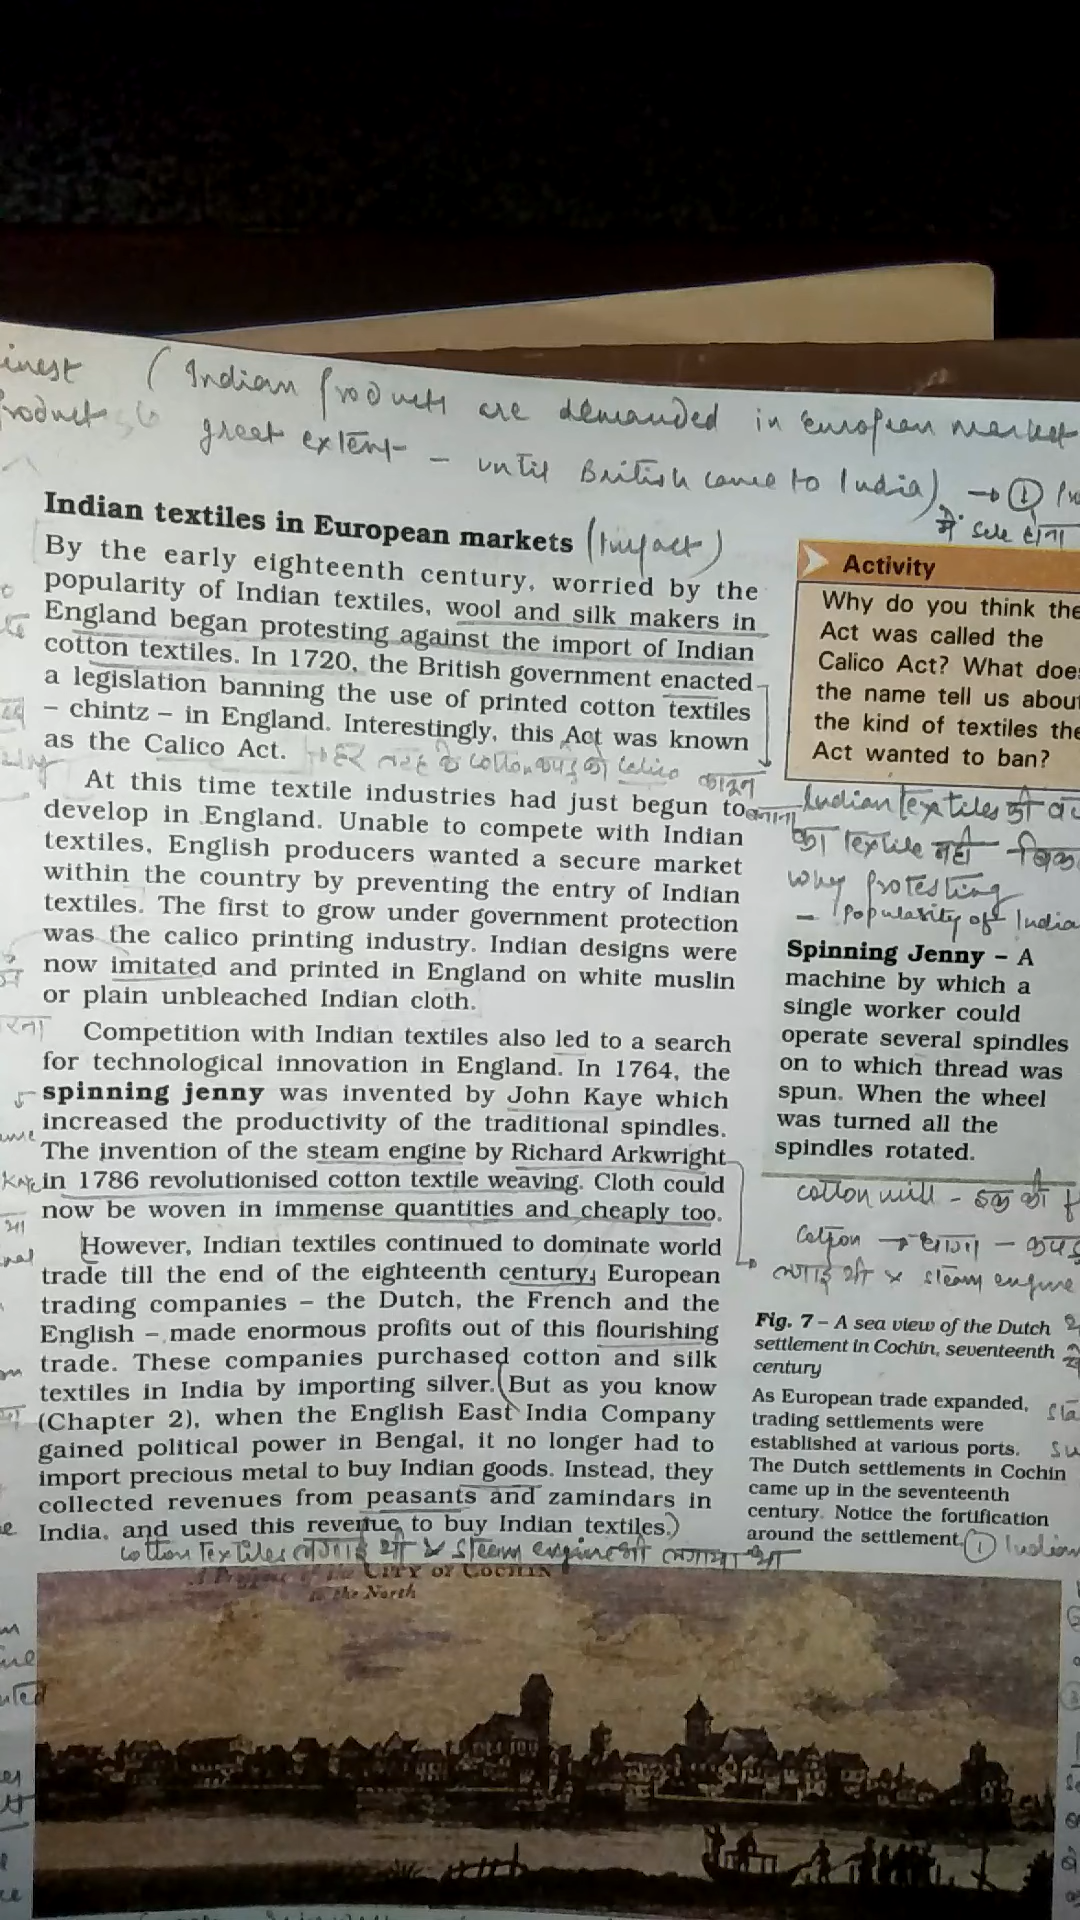 (Indian Products are demanded in European market
great extent - until British came to India)
Indian textiles in European markets (Impact)
By the early eighteenth century, worried by the
popularity of Indian textiles, wool and silk makers in
England began protesting against the import of Indian
cotton textiles. In 1720, the British government enacted
a legislation banning the use of printed cotton textiles
– chintz – in England. Interestingly, this Act was known
as the Calico Act.
At this time textile industries had just begun to
develop in England. Unable to compete with Indian
textiles, English producers wanted a secure market
within the country by preventing the entry of Indian
textiles. The first to grow under government protection
was the calico printing industry. Indian designs were
now imitated and printed in England on white muslin
or plain unbleached Indian cloth.
Competition with Indian textiles also led to a search
for technological innovation in England. In 1764, the
spinning jenny was invented by John Kaye which
increased the productivity of the traditional spindles.
The invention of the steam engine by Richard Arkwright
in 1786 revolutionised cotton textile weaving. Cloth could
now be woven in immense quantities and cheaply too.
However, Indian textiles continued to dominate world
trade till the end of the eighteenth century. European
trading companies – the Dutch, the French and the
English – made enormous profits out of this flourishing
trade. These companies purchased cotton and silk
textiles in India by importing silver. But as you know
(Chapter 2), when the English East India Company
gained political power in Bengal, it no longer had to
import precious metal to buy Indian goods. Instead, they
collected revenues from peasants and zamindars in
India, and used this revenue to buy Indian textiles.)
Activity
Why do you think the
Act was called the
Calico Act? What does
the name tell us about
the kind of textiles the
Act wanted to ban?
Indian textiles
why protesting
- Popularity of India
Spinning Jenny – A
machine by which a
single worker could
operate several spindles
on to which thread was
spun. When the wheel
was turned all the
spindles rotated.
cotton mill -
cotton → धागा –
steam engine
Fig. 7 – A sea view of the Dutch
settlement in Cochin, seventeenth
century
As European trade expanded,
trading settlements were
established at various ports.
The Dutch settlements in Cochin
came up in the seventeenth
century. Notice the fortification
around the settlement.
① Indian
cotton textiles steam engine
CITY OF COCHIN
the North